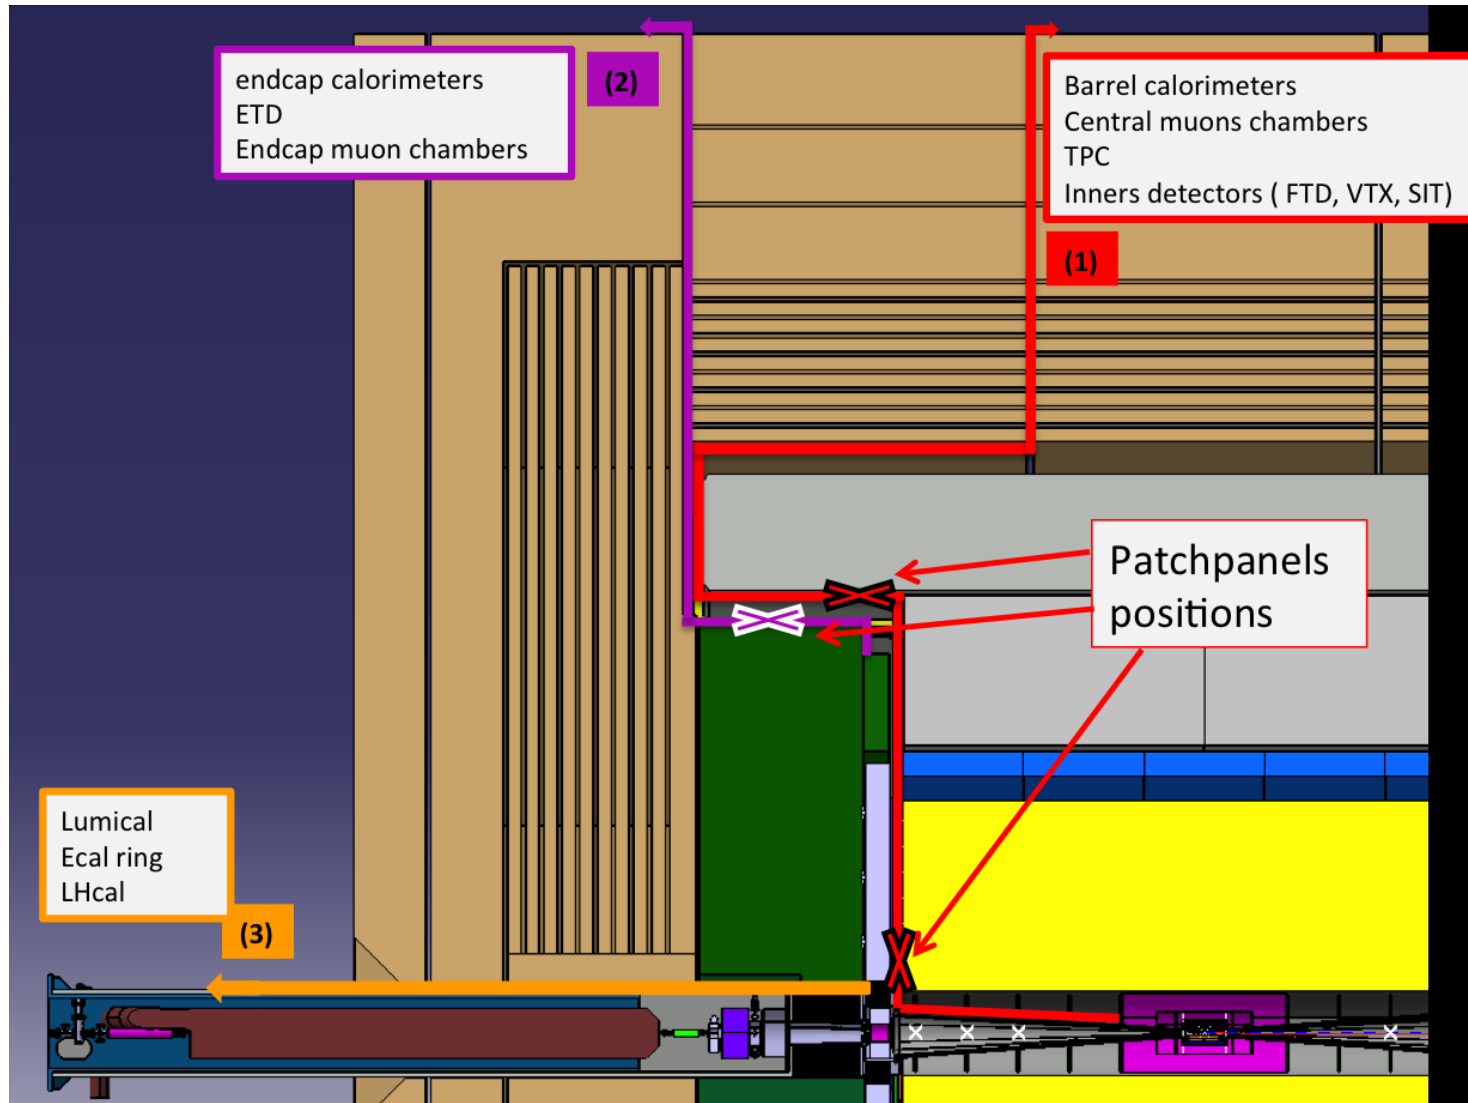 endcap calorimeters
ETD
Endcap muon chambers
(2)
Barrel calorimeters
Central muons chambers
TPC
Inners detectors ( FTD, VTX, SIT)
(1)
Patchpanels
positions
Lumical
Ecal ring
LHcal
(3)